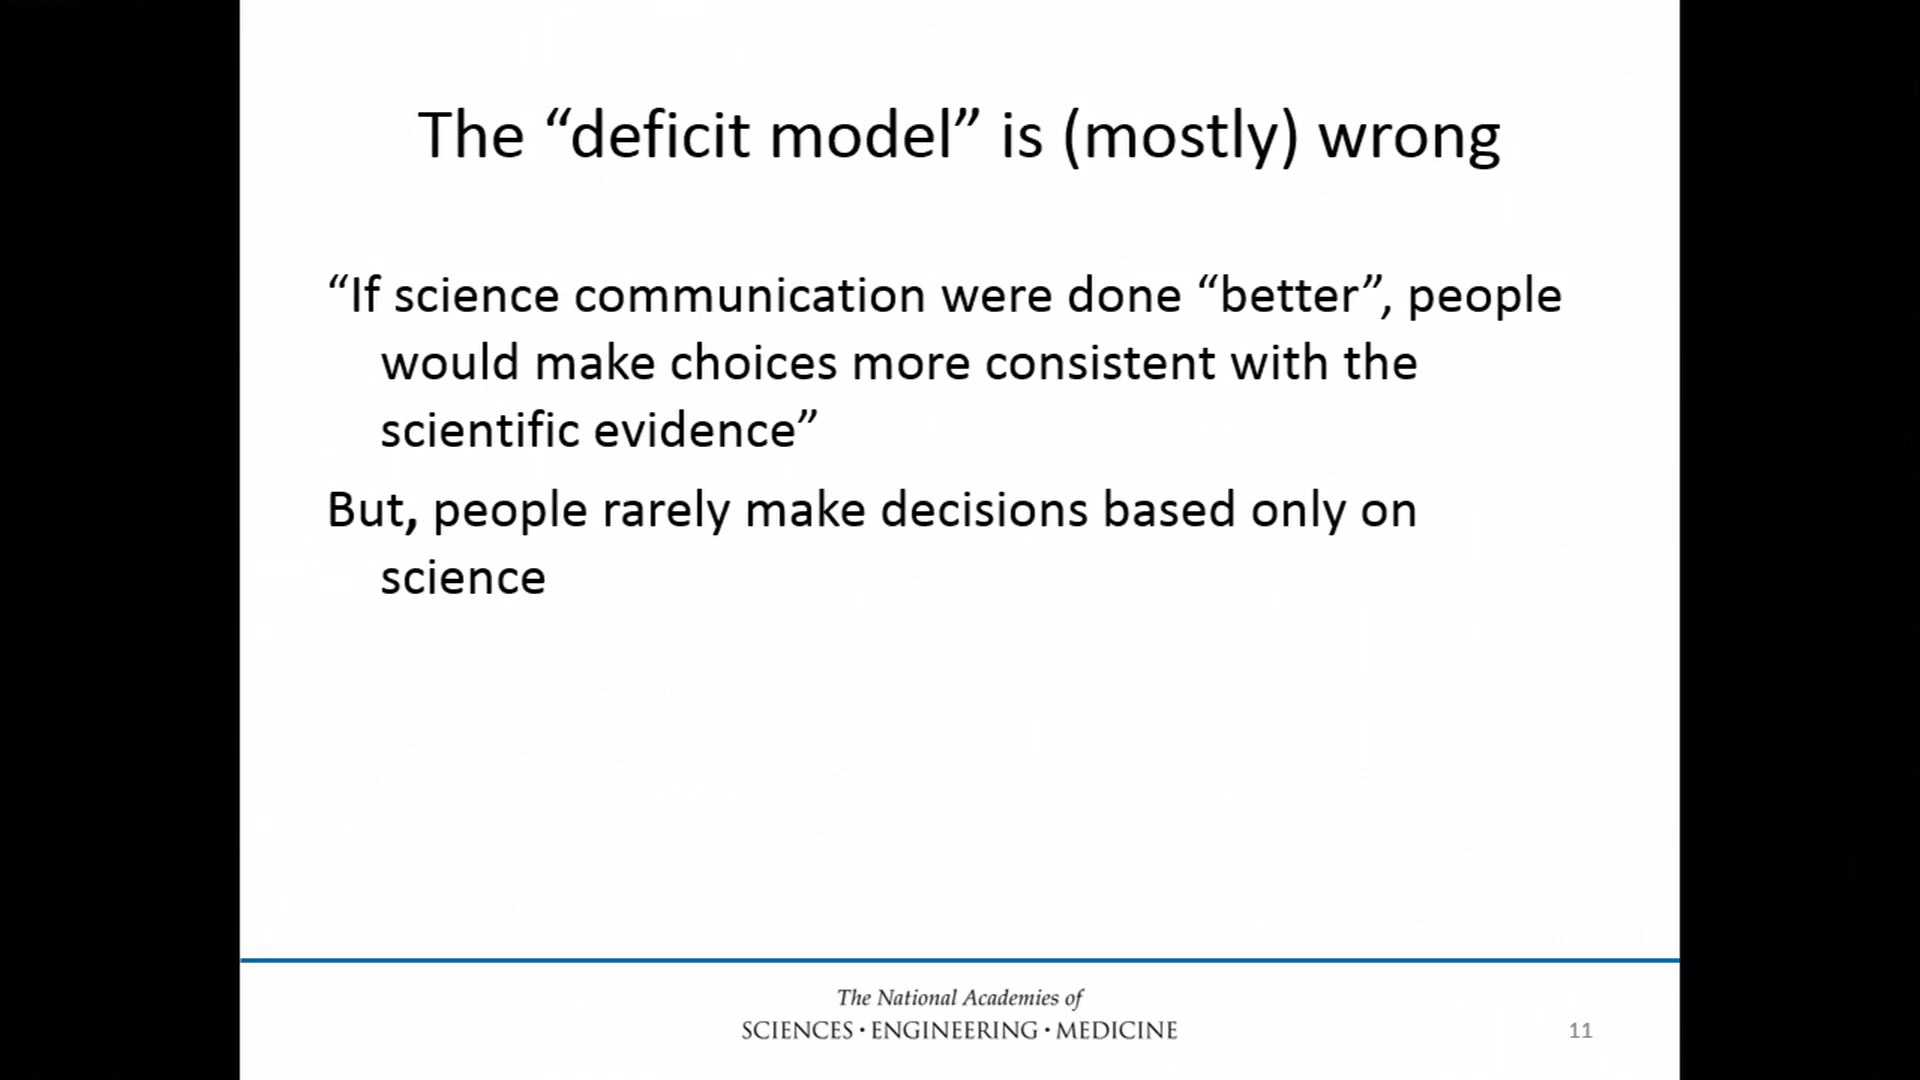 The “deficit model” is (mostly) wrong
“If science communication were done “better”, people
would make choices more consistent with the
scientific evidence”
But, people rarely make decisions based only on
science
The National Academies of
SCIENCES · ENGINEERING · MEDICINE
11